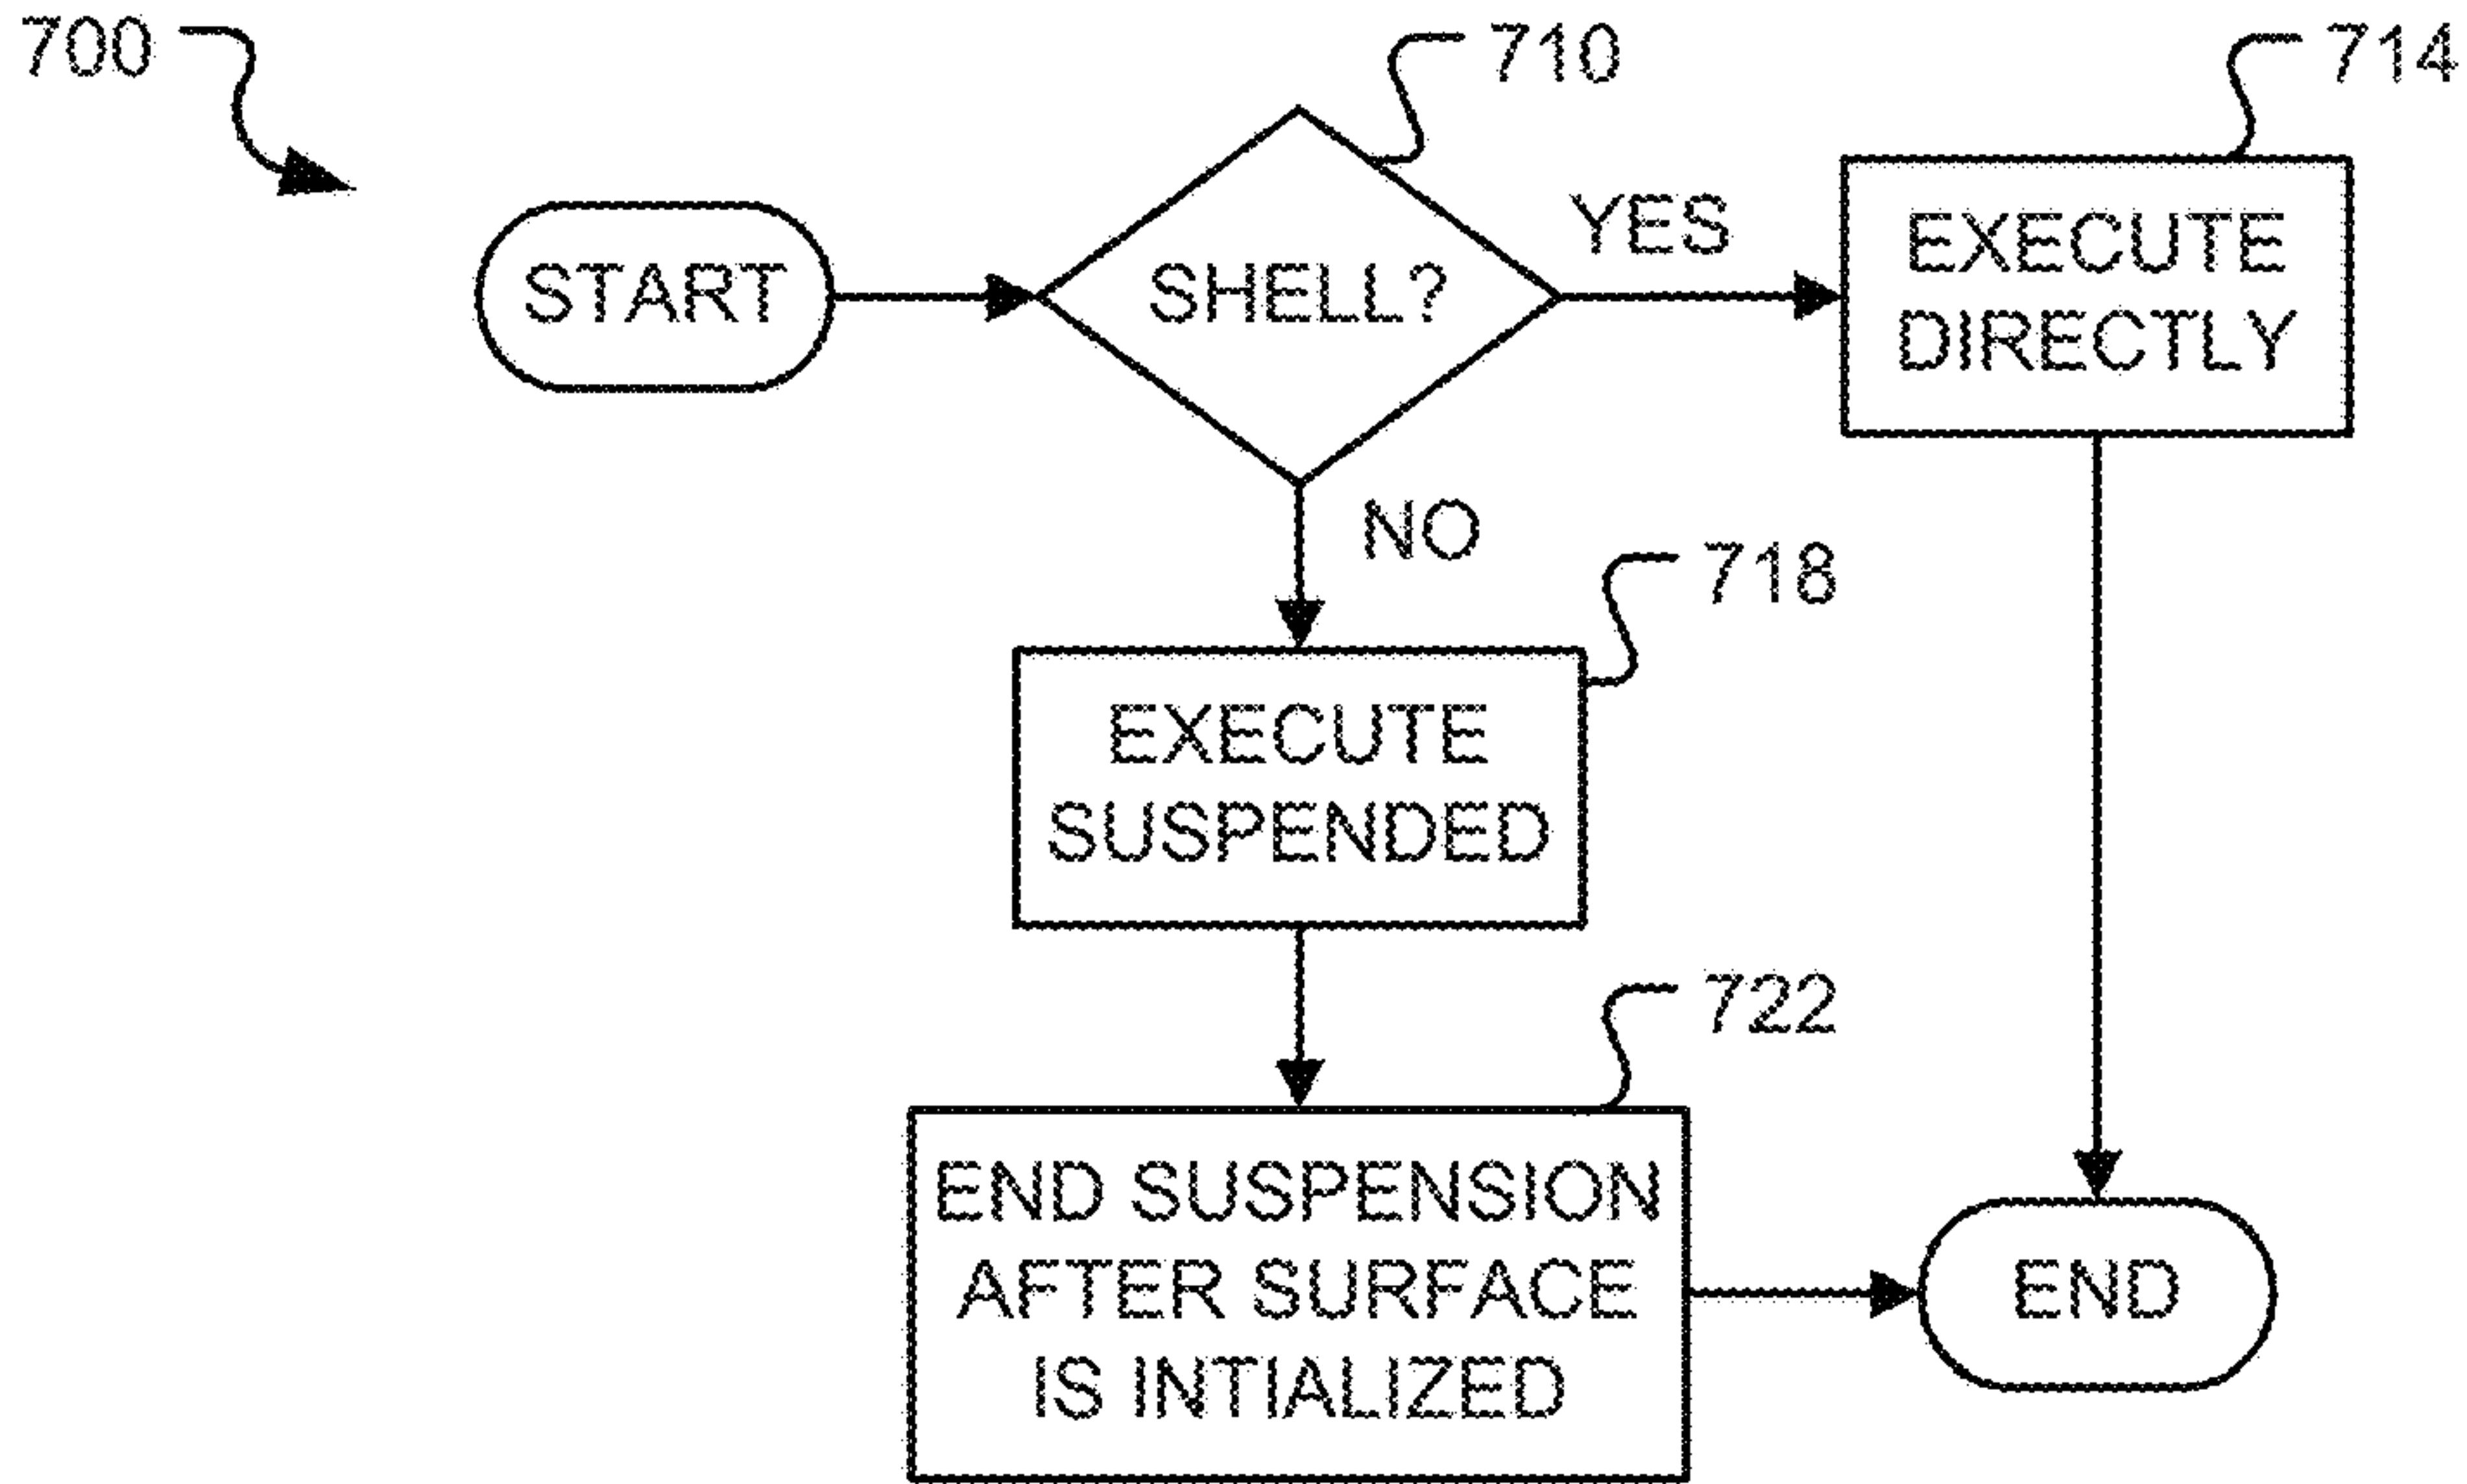 700
710
714
START
SHELL?
YES
EXECUTE
DIRECTLY
NO
718
EXECUTE
SUSPENDED
722
END SUSPENSION
AFTER SURFACE
IS INTIALIZED
END